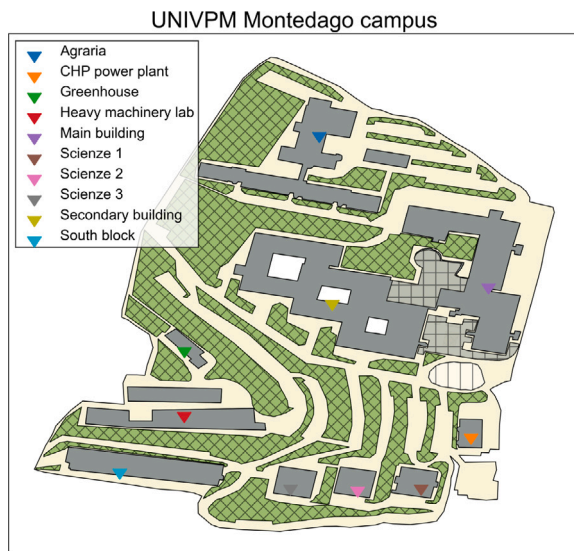 UNIVPM Montedago campus
Agraria
CHP power plant
Greenhouse
Heavy machinery lab
Main building
Scienze 1
Scienze 2
Scienze 3
Secondary building
South block